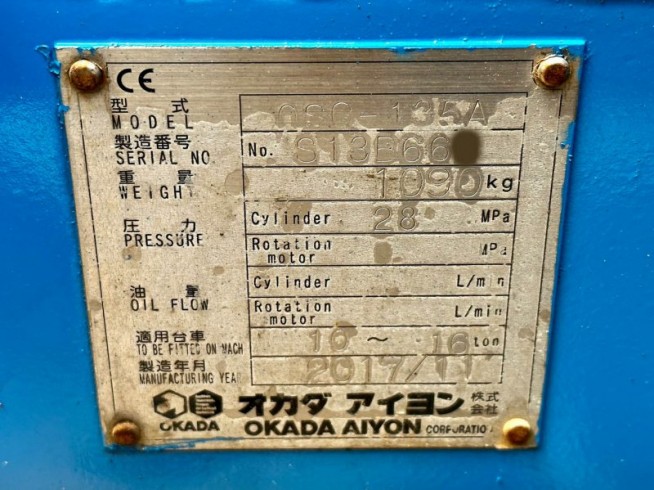 CE
型式 OSC-135A
MODEL
製造番号 No. S13E66
SERIAL NO.
重量 1090kg
WEIGHT
圧力 Cylinder 28 MPa
PRESSURE Rotation motor MPa
油量 Cylinder L/min
OIL FLOW Rotation motor L/min
適用台車 10 ~ 16 ton
TO BE FITTED ON MACH
製造年月 2017/11
MANUFACTURING YEAR
オカダ アイヨン 株式会社
OKADA OKADA AIYON CORPORATIO